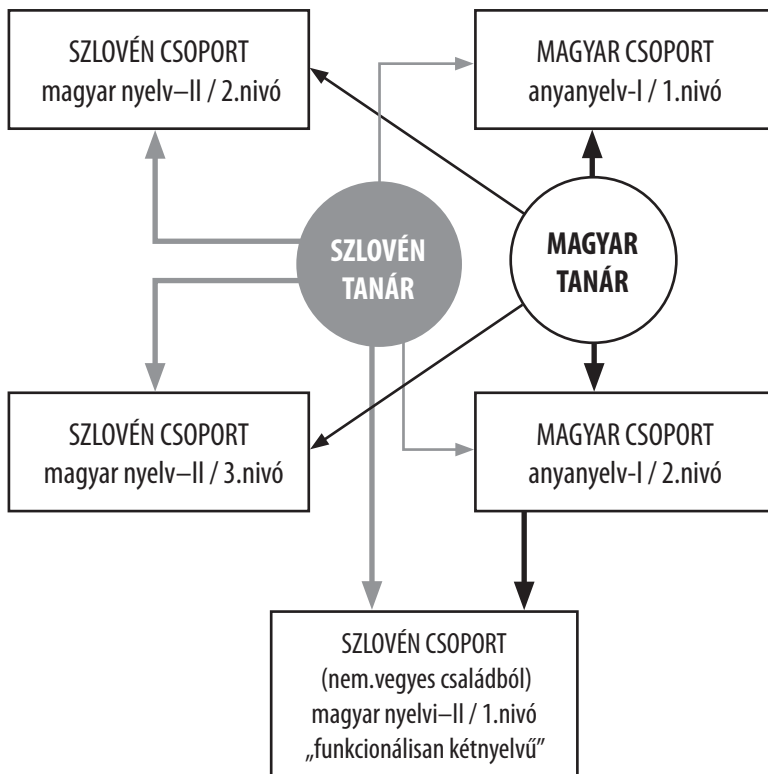 SZLOVÉN CSOPORT
magyar nyelv–II / 2.nivó
MAGYAR CSOPORT
anyanyelv-I / 1.nivó
SZLOVÉN
TANÁR
MAGYAR
TANÁR
SZLOVÉN CSOPORT
magyar nyelv–II / 3.nivó
MAGYAR CSOPORT
anyanyelv-I / 2.nivó
SZLOVÉN CSOPORT
(nem.vegyes családból)
magyar nyelvi–II / 1.nivó
„funkcionálisan kétnyelvű”